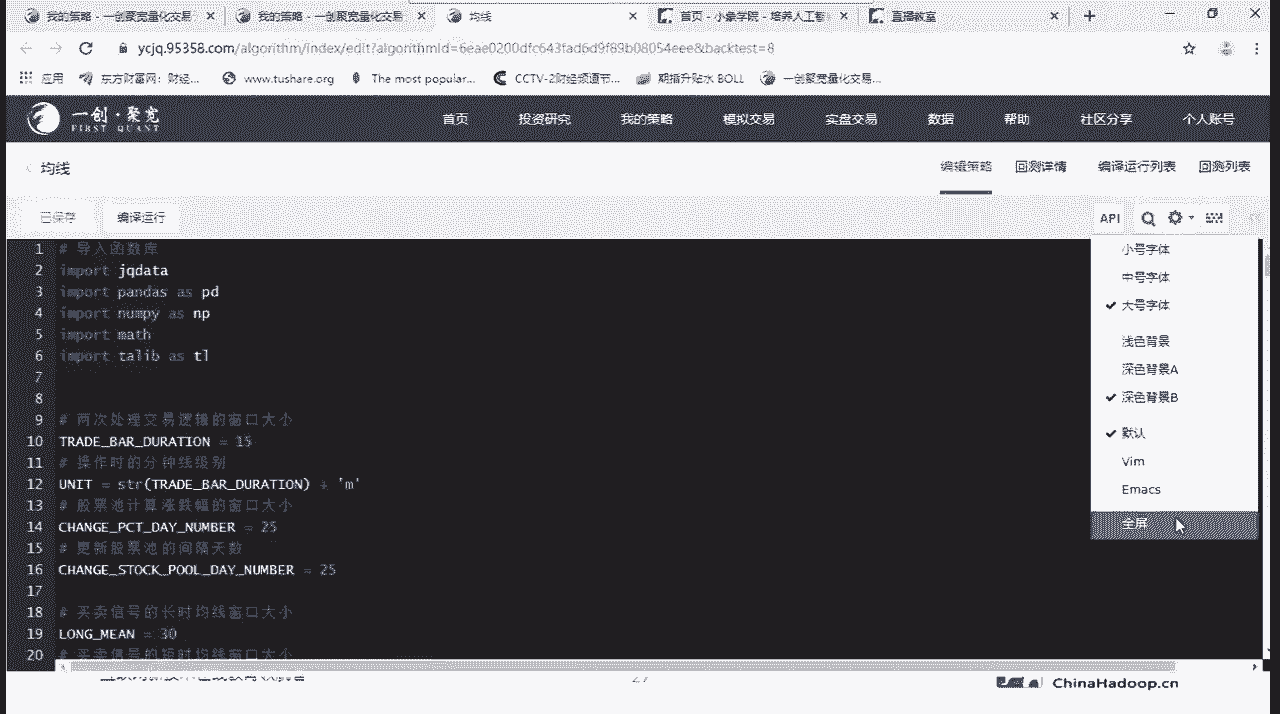 我的策略 - 一创聚宽量化交易 我的策略 - 一创聚宽量化交易 均线 首页 - 小象学院 - 培养人工智 直播教室
ycjq.95358.com/algorithm/index/edit?algorithmId=6eae0200dfc643fad6d9f89b08054eee&backtest=8
应用 东方财富网：财经... www.tushare.org The most popular... CCTV-2财经频道节... 期指升贴水 BOLL 一创聚宽量化交易...
一创·聚宽
FIRST QUANT
首页 投资研究 我的策略 模拟交易 实盘交易 数据 帮助 社区分享 个人账号
均线 编辑策略 回测详情 编译运行列表 回测列表
已保存 编译运行 API
小号字体
中号字体
大号字体
浅色背景
深色背景A
深色背景B
默认
Vim
Emacs
全屏
1 # 导入函数库
2 import jqdata
3 import pandas as pd
4 import numpy as np
5 import math
6 import talib as tl
7
8
9 # 两次处理交易逻辑的窗口大小
10 TRADE_BAR_DURATION = 15
11 # 操作时的分钟线级别
12 UNIT = str(TRADE_BAR_DURATION) + 'm'
13 # 股票池计算涨跌幅的窗口大小
14 CHANGE_PCT_DAY_NUMBER = 25
15 # 更新股票池的间隔天数
16 CHANGE_STOCK_POOL_DAY_NUMBER = 25
17
18 # 买卖信号的长时均线窗口大小
19 LONG_MEAN = 30
20 # 买卖信号的短时均线窗口大小
27
ChinaHadoop.cn